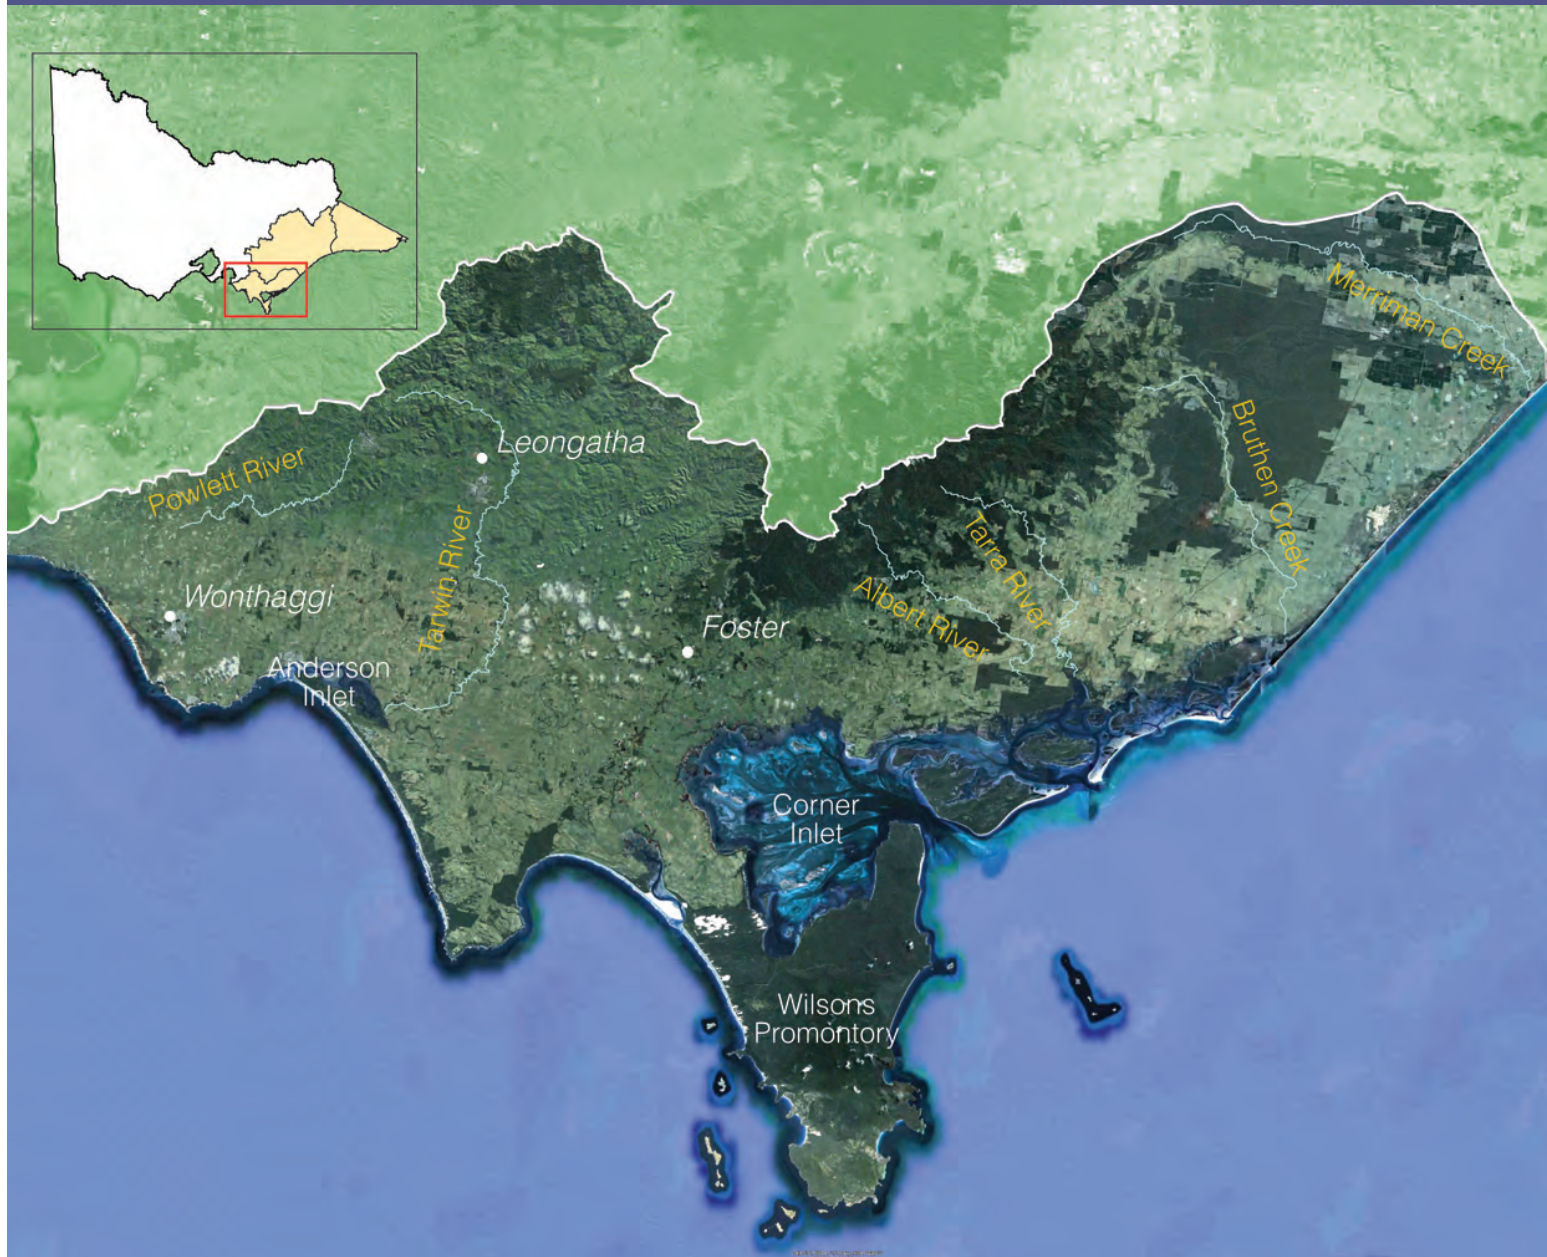 Merriman Creek
Bruthen Creek
Leongatha
Powlett River
Tarwin River
Tarra River
Albert River
Wonthaggi
Foster
Anderson
Inlet
Corner
Inlet
Wilsons
Promontory